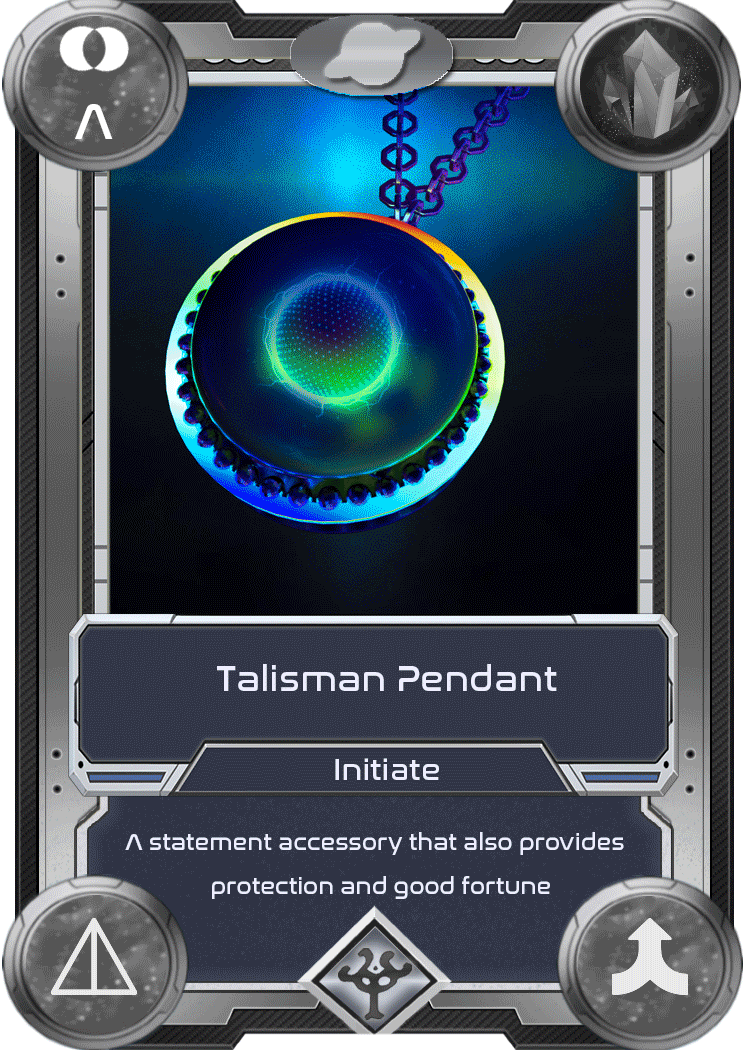 Λ
Talisman Pendant
Initiate
A statement accessory that also provides
protection and good fortune